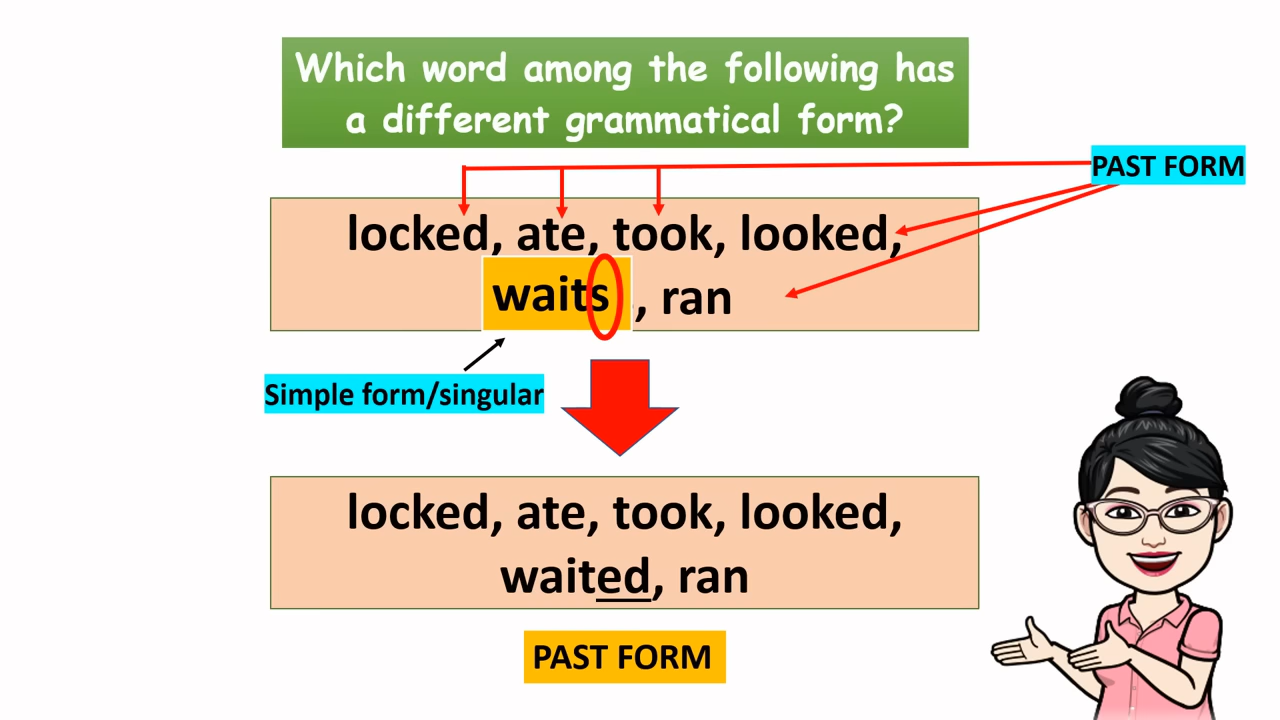 Which word among the following has
a different grammatical form?
PAST FORM
locked, ate, took, looked,
waits , ran
Simple form/singular
locked, ate, took, looked,
waited, ran
PAST FORM